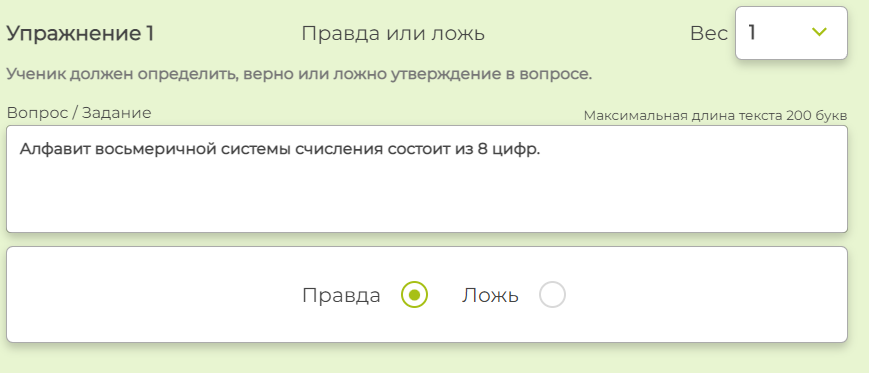 Упражнение 1 Правда или ложь Вес 1
Ученик должен определить, верно или ложно утверждение в вопросе.
Вопрос / Задание Максимальная длина текста 200 букв
Алфавит восьмеричной системы счисления состоит из 8 цифр.
Правда Ложь